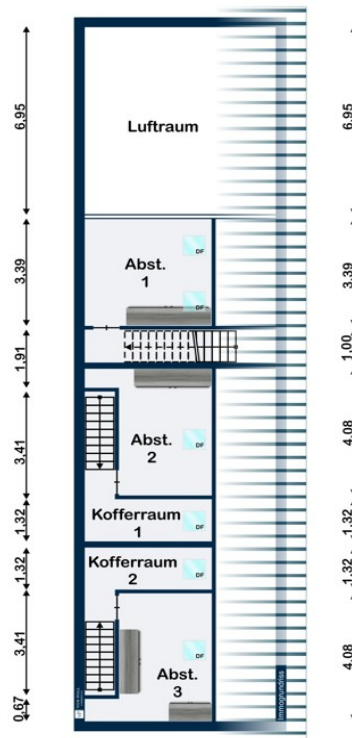 6.95
6.95
Luftraum
DF
Abst.
1
3.39
3.39
DF
1.91
1.00
3.41
4.08
Abst.
2
DF
Kofferraum
1
1.32
1.32
DF
Kofferraum
2
1.32
1.32
DF
3.41
4.08
DF
Abst.
3
0.67
Immogrundriss